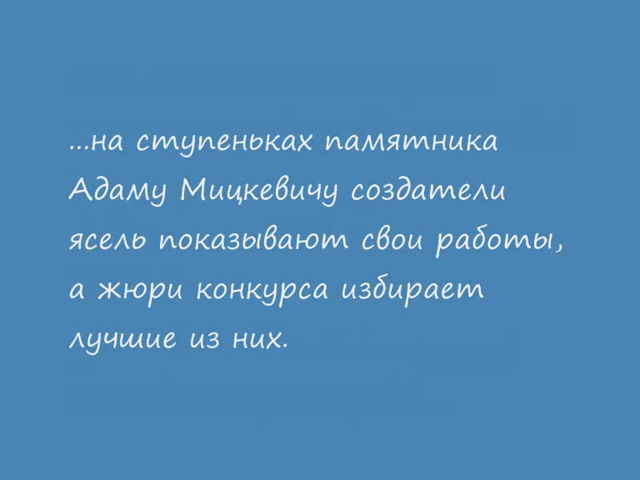 ...на ступеньках памятника
Адаму Мицкевичу создатели
ясель показывают свои работы,
а жюри конкурса избирает
лучшие из них.